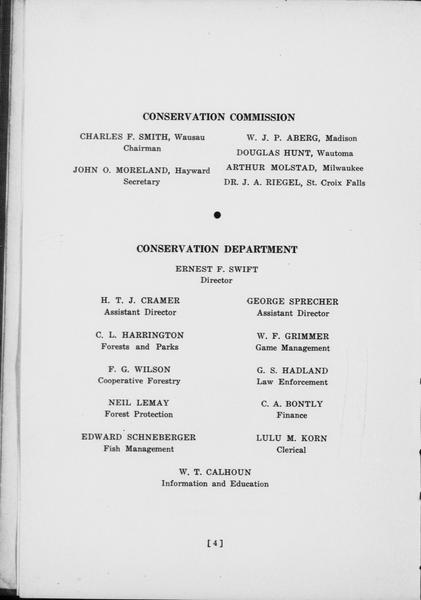 CONSERVATION COMMISSION
CHARLES F. SMITH, Wausau
Chairman
JOHN O. MORELAND, Hayward
Secretary
W. J. P. ABERG, Madison
DOUGLAS HUNT, Wautoma
ARTHUR MOLSTAD, Milwaukee
DR. J. A. RIEGEL, St. Croix Falls
CONSERVATION DEPARTMENT
ERNEST F. SWIFT
Director
H. T. J. CRAMER
Assistant Director
GEORGE SPRECHER
Assistant Director
C. L. HARRINGTON
Forests and Parks
W. F. GRIMMER
Game Management
F. G. WILSON
Cooperative Forestry
G. S. HADLAND
Law Enforcement
NEIL LEMAY
Forest Protection
C. A. BONTLY
Finance
EDWARD SCHNEBERGER
Fish Management
LULU M. KORN
Clerical
W. T. CALHOUN
Information and Education
[ 4 ]